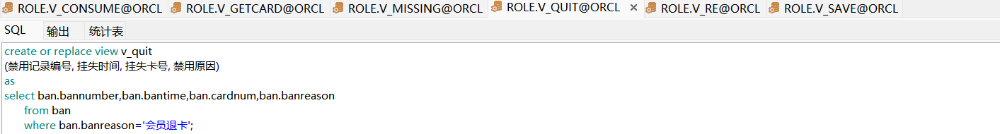 ROLE.V_CONSUME@ORCL ROLE.V_GETCARD@ORCL ROLE.V_MISSING@ORCL ROLE.V_QUIT@ORCL ROLE.V_RE@ORCL ROLE.V_SAVE@ORCL
SQL 输出 统计表
create or replace view v_quit
(禁用记录编号, 挂失时间, 挂失卡号, 禁用原因)
as
select ban.bannumber,ban.bantime,ban.cardnum,ban.banreason
from ban
where ban.banreason='会员退卡';